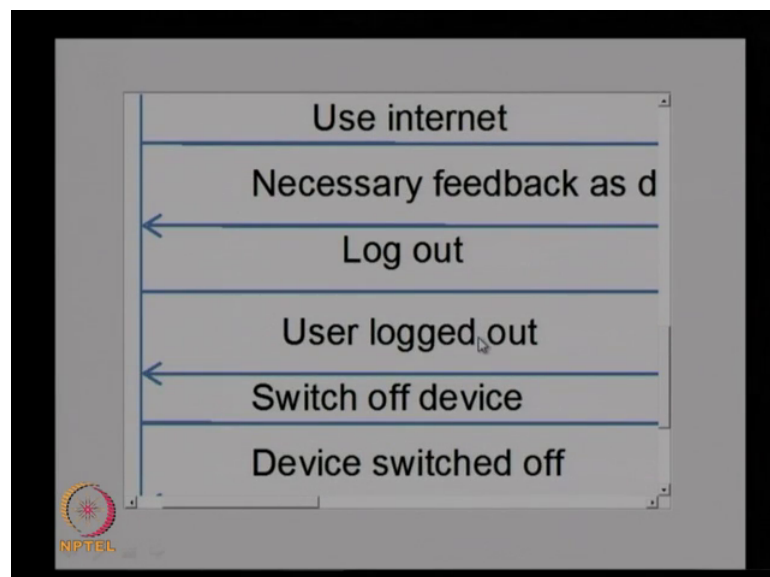 Use internet
Necessary feedback as d
Log out
User logged out
Switch off device
Device switched off
NPTEL